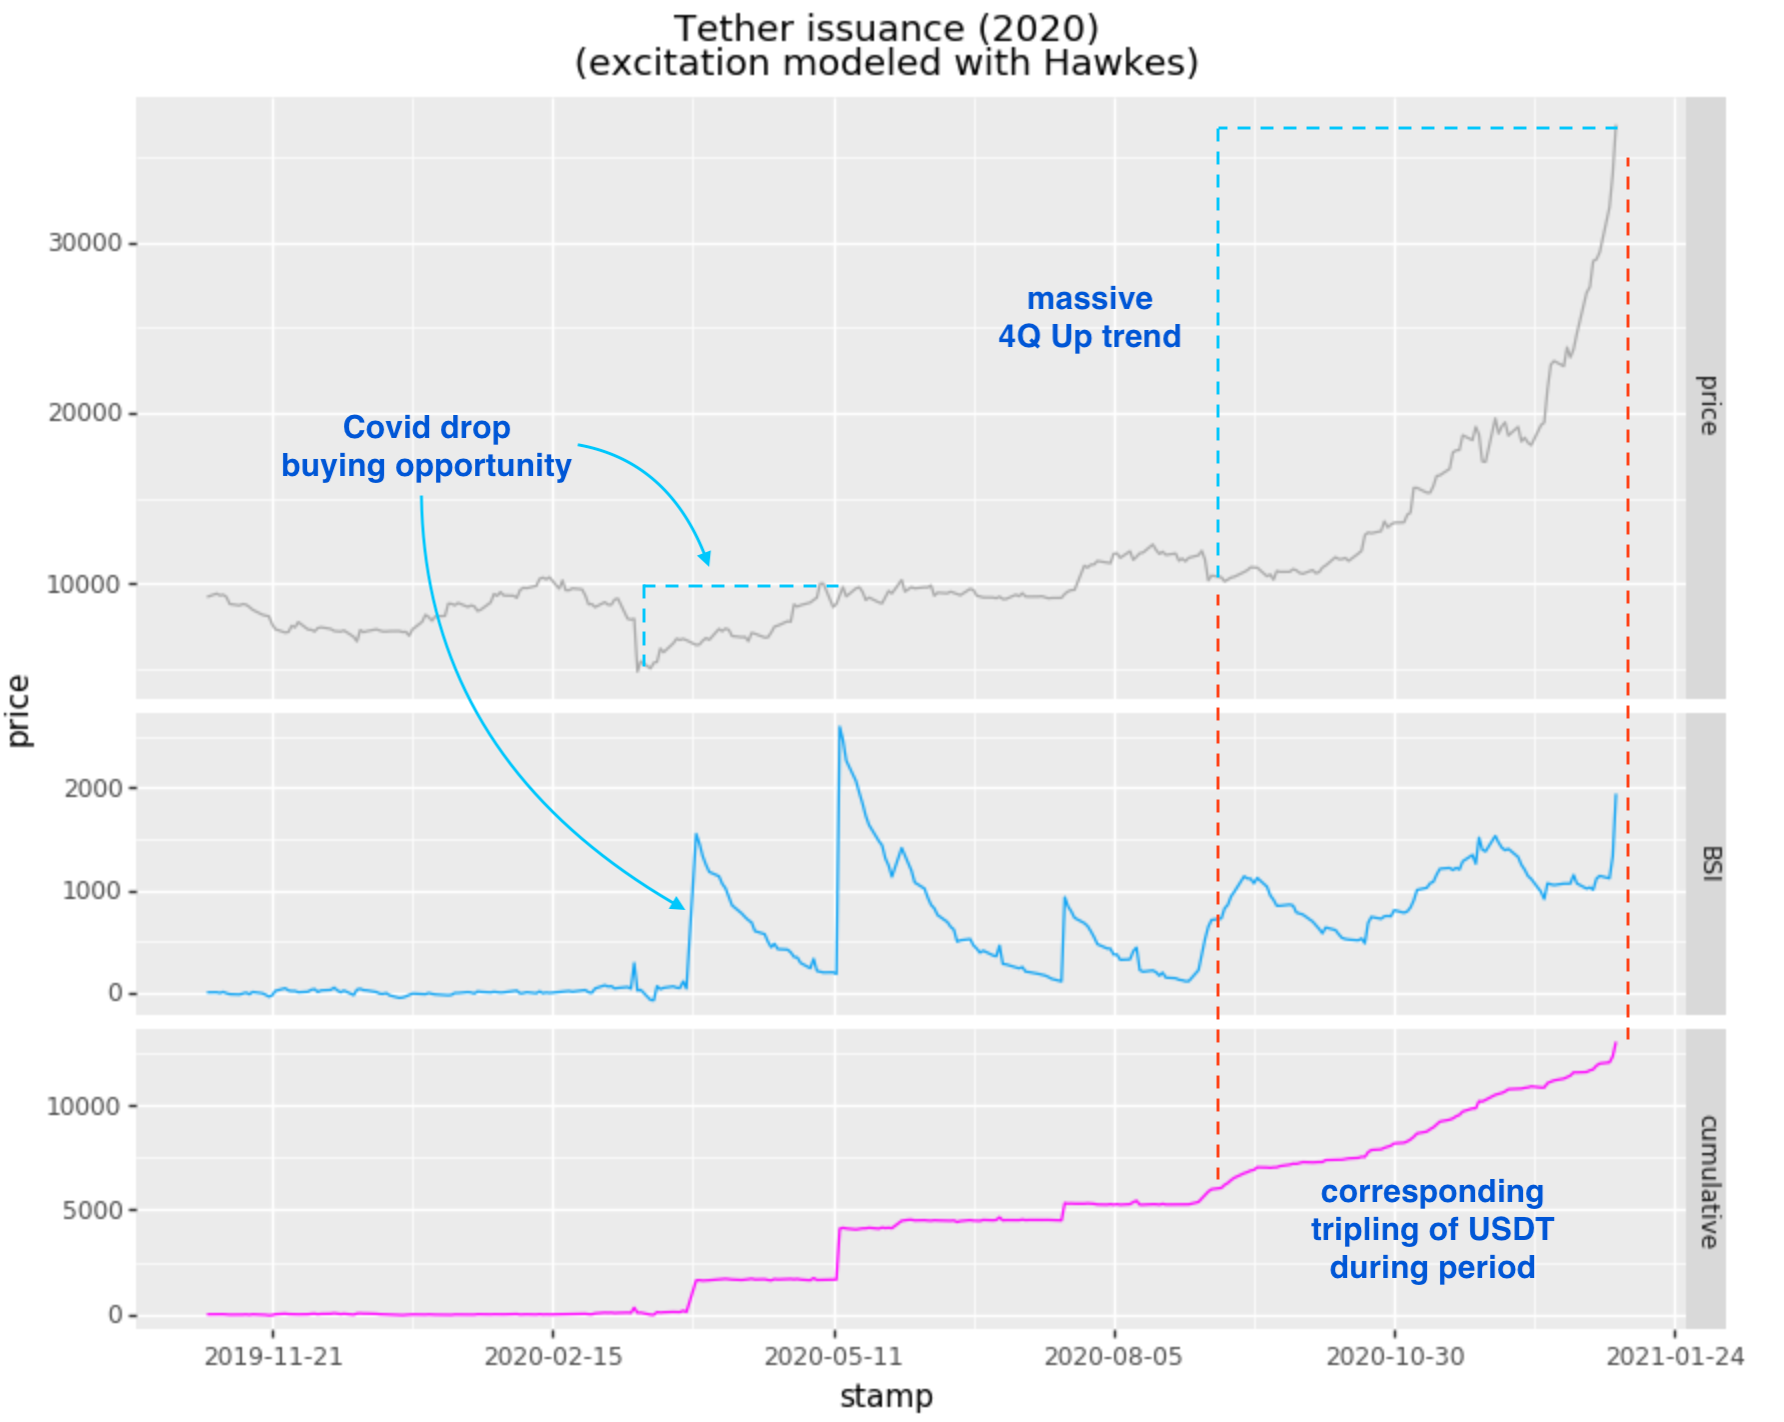 Tether issuance (2020)
(excitation modeled with Hawkes)
price
30000
20000
10000
massive
4Q Up trend
Covid drop
buying opportunity
price
2000
1000
0
BSI
10000
5000
0
corresponding
tripling of USDT
during period
cumulative
2019-11-21
2020-02-15
2020-05-11
2020-08-05
2020-10-30
2021-01-24
stamp